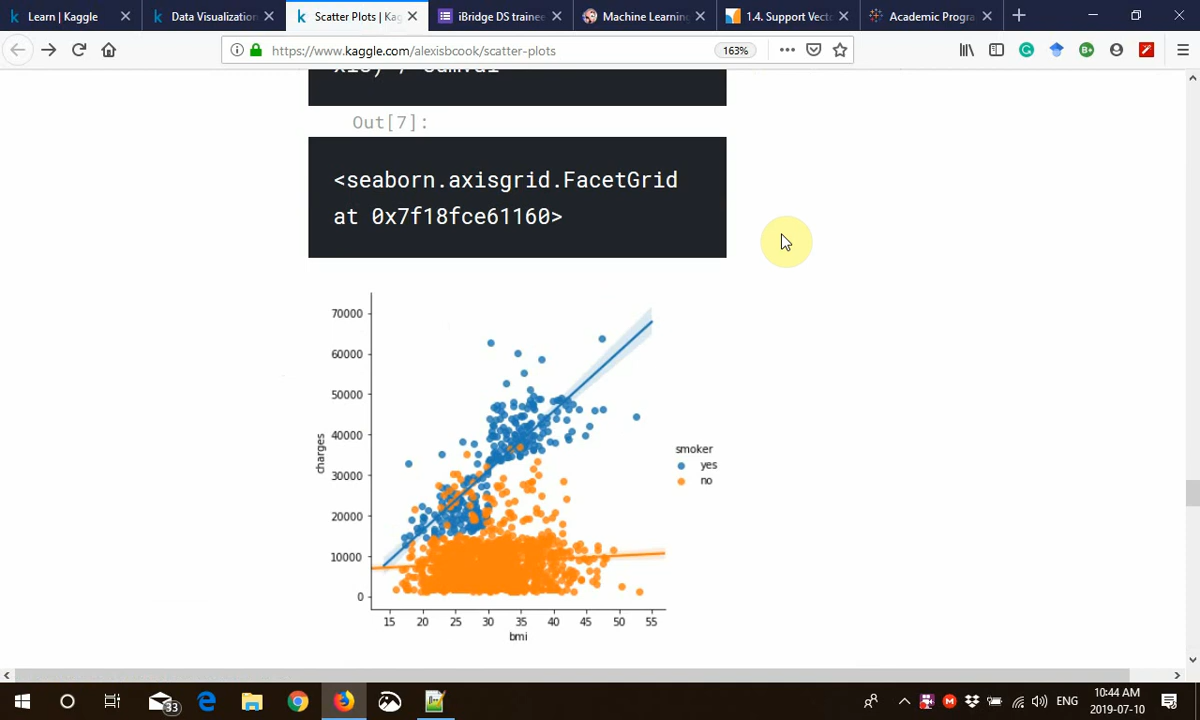 Learn | Kaggle
Data Visualization
Scatter Plots | Kag
iBridge DS trainee
Machine Learning
1.4. Support Vecto
Academic Progra
https://www.kaggle.com/alexisbcook/scatter-plots
163%
Out[7]:
<seaborn.axisgrid.FacetGrid
at 0x7f18fce61160>
70000
60000
50000
40000
30000
20000
10000
0
charges
15 20 25 30 35 40 45 50 55
bmi
smoker
yes
no
33
ENG
10:44 AM
2019-07-10